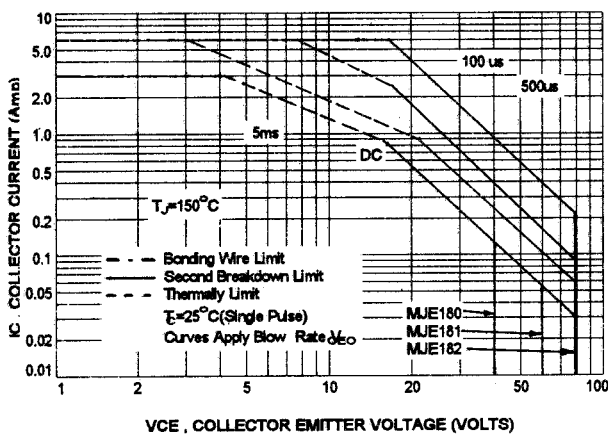 10
5.0
2.0
1.0
0.5
0.2
0.1
0.05
0.02
0.01
IC . COLLECTOR CURRENT (Amp)
100 us
500us
5ms
DC
TJ=150°C
Bonding Wire Limit
Second Breakdown Limit
Thermally Limit
TC=25°C(Single Pulse)
Curves Apply Blow Rate VCEO
MJE180
MJE181
MJE182
1 2 5 10 20 50 100
VCE , COLLECTOR EMITTER VOLTAGE (VOLTS)